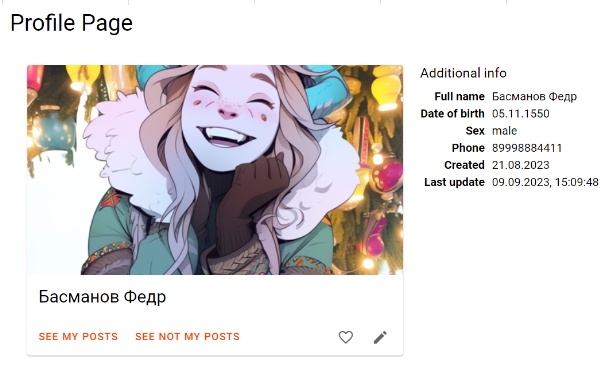 Profile Page
Басманов Федр
SEE MY POSTS SEE NOT MY POSTS
Additional info
Full name Басманов Федр
Date of birth 05.11.1550
Sex male
Phone 89998884411
Created 21.08.2023
Last update 09.09.2023, 15:09:48